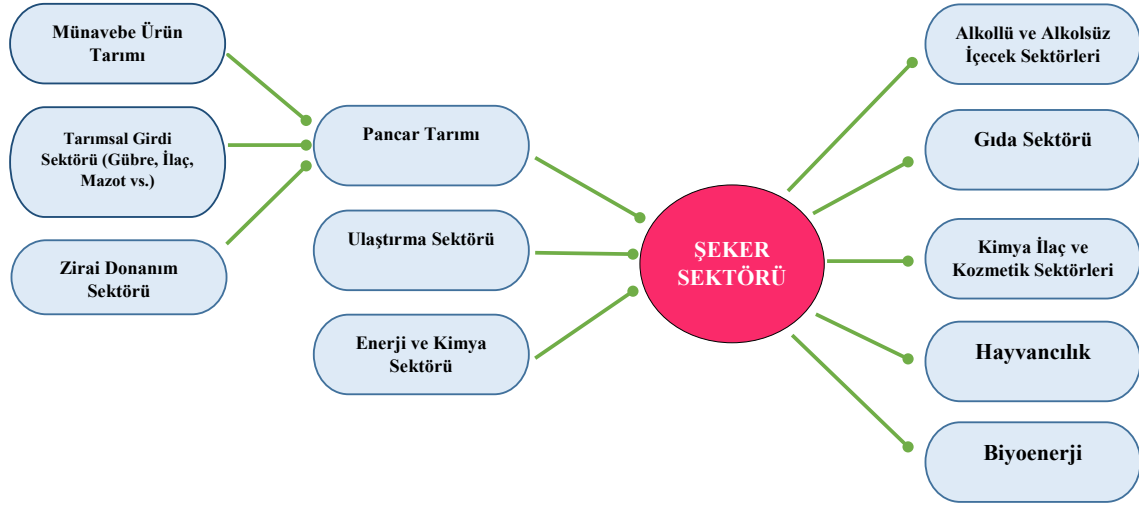 Münavebe Ürün
Tarımı
Tarımsal Girdi
Sektörü (Gübre, İlaç,
Mazot vs.)
Zirai Donanım
Sektörü
Pancar Tarımı
Ulaştırma Sektörü
Enerji ve Kimya
Sektörü
ŞEKER
SEKTÖRÜ
Alkollü ve Alkolsüz
İçecek Sektörleri
Gıda Sektörü
Kimya İlaç ve
Kozmetik Sektörleri
Hayvancılık
Biyoenerji